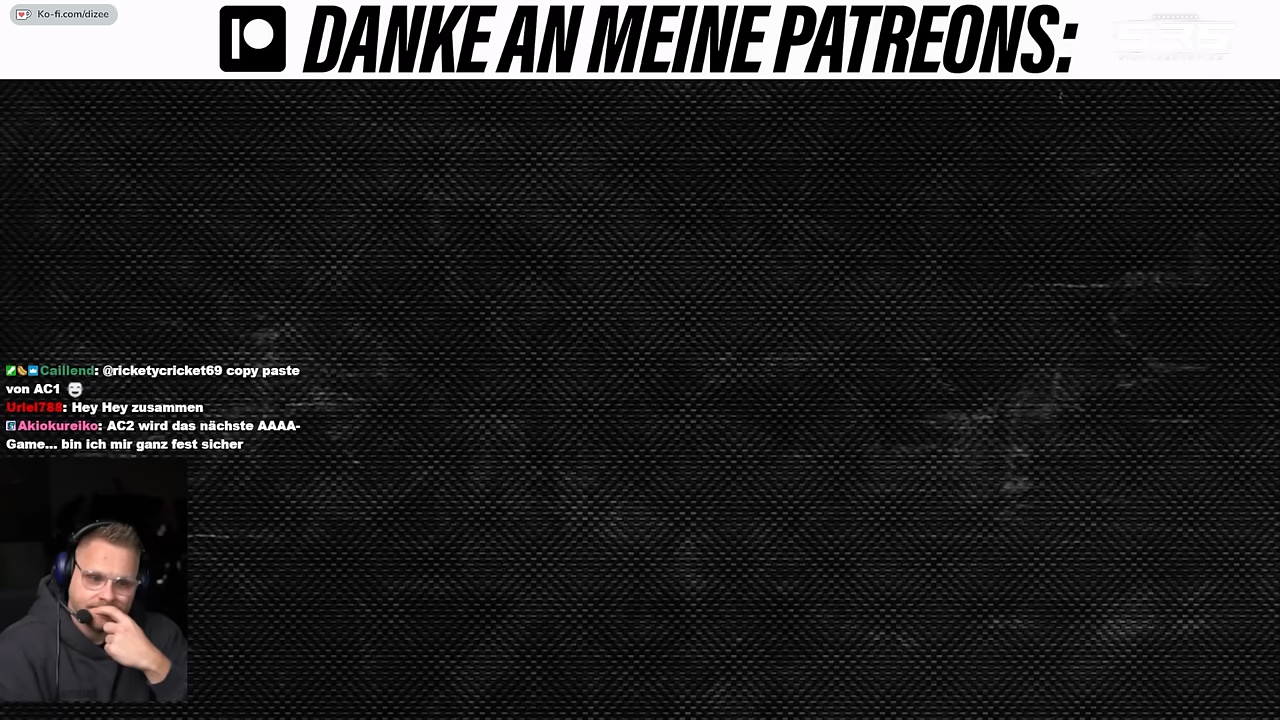 Ko-fi.com/dizee
DANKE AN MEINE PATREONS:
SRS
Caillend: @ricketycricket69 copy paste
von AC1
Uriel788: Hey Hey zusammen
Akiokureiko: AC2 wird das nächste AAAA-
Game... bin ich mir ganz fest sicher